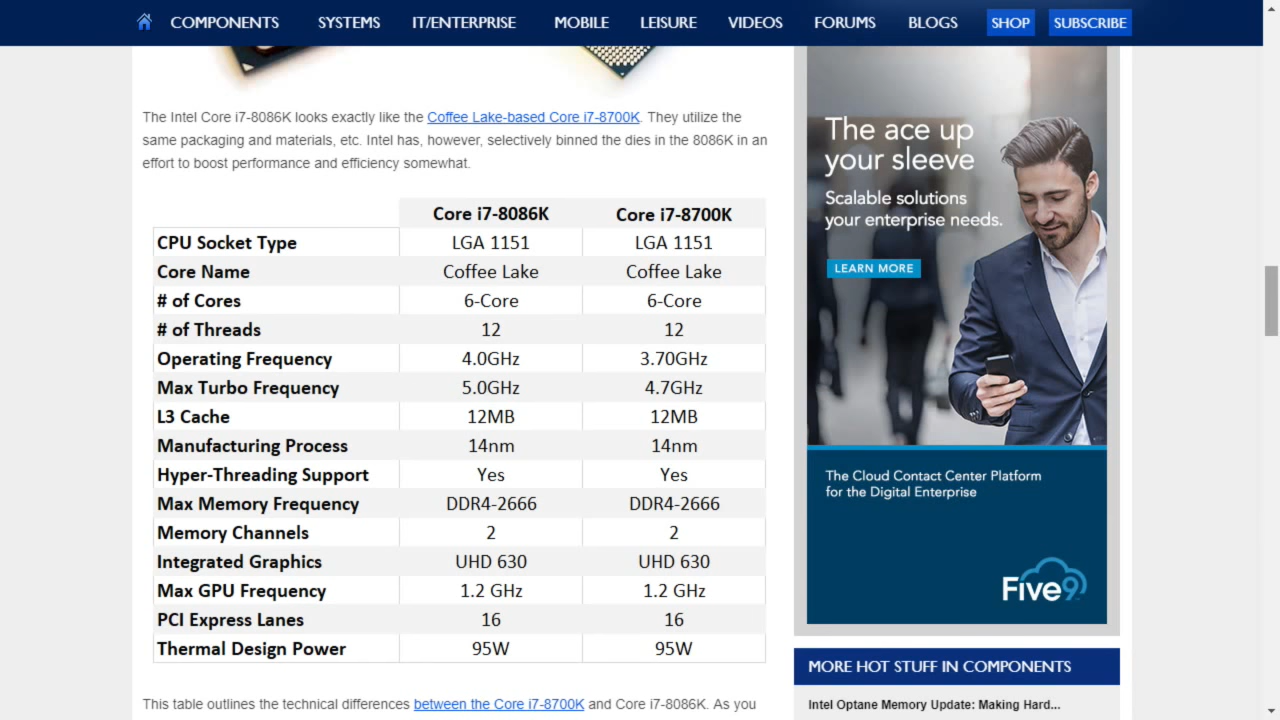 COMPONENTS SYSTEMS IT/ENTERPRISE MOBILE LEISURE VIDEOS FORUMS BLOGS SHOP SUBSCRIBE
The Intel Core i7-8086K looks exactly like the Coffee Lake-based Core i7-8700K. They utilize the
same packaging and materials, etc. Intel has, however, selectively binned the dies in the 8086K in an
effort to boost performance and efficiency somewhat.
Core i7-8086K Core i7-8700K
CPU Socket Type LGA 1151 LGA 1151
Core Name Coffee Lake Coffee Lake
# of Cores 6-Core 6-Core
# of Threads 12 12
Operating Frequency 4.0GHz 3.70GHz
Max Turbo Frequency 5.0GHz 4.7GHz
L3 Cache 12MB 12MB
Manufacturing Process 14nm 14nm
Hyper-Threading Support Yes Yes
Max Memory Frequency DDR4-2666 DDR4-2666
Memory Channels 2 2
Integrated Graphics UHD 630 UHD 630
Max GPU Frequency 1.2 GHz 1.2 GHz
PCI Express Lanes 16 16
Thermal Design Power 95W 95W
This table outlines the technical differences between the Core i7-8700K and Core i7-8086K. As you
The ace up
your sleeve
Scalable solutions
your enterprise needs.
LEARN MORE
The Cloud Contact Center Platform
for the Digital Enterprise
Five9
MORE HOT STUFF IN COMPONENTS
Intel Optane Memory Update: Making Hard...